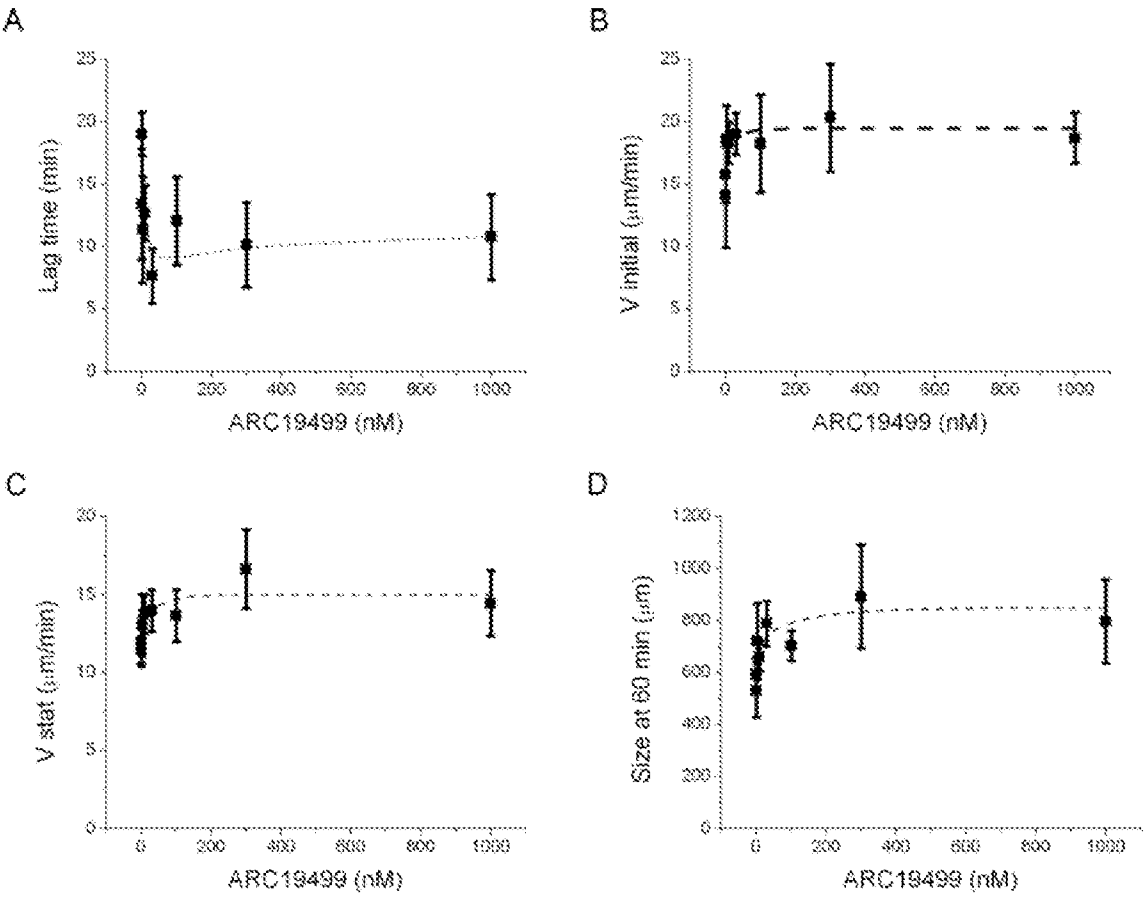 A
B
25
20
15
10
5
0
Lag time (min)
0 200 400 600 800 1000
ARC19499 (nM)
25
20
15
10
5
0
V initial (μm/min)
0 200 400 600 800 1000
ARC19499 (nM)
C
D
20
15
10
5
0
V stat (μm/min)
0 200 400 600 800 1000
ARC19499 (nM)
1200
1000
800
600
400
200
0
Size at 60 min (μm)
0 200 400 600 800 1000
ARC19499 (nM)